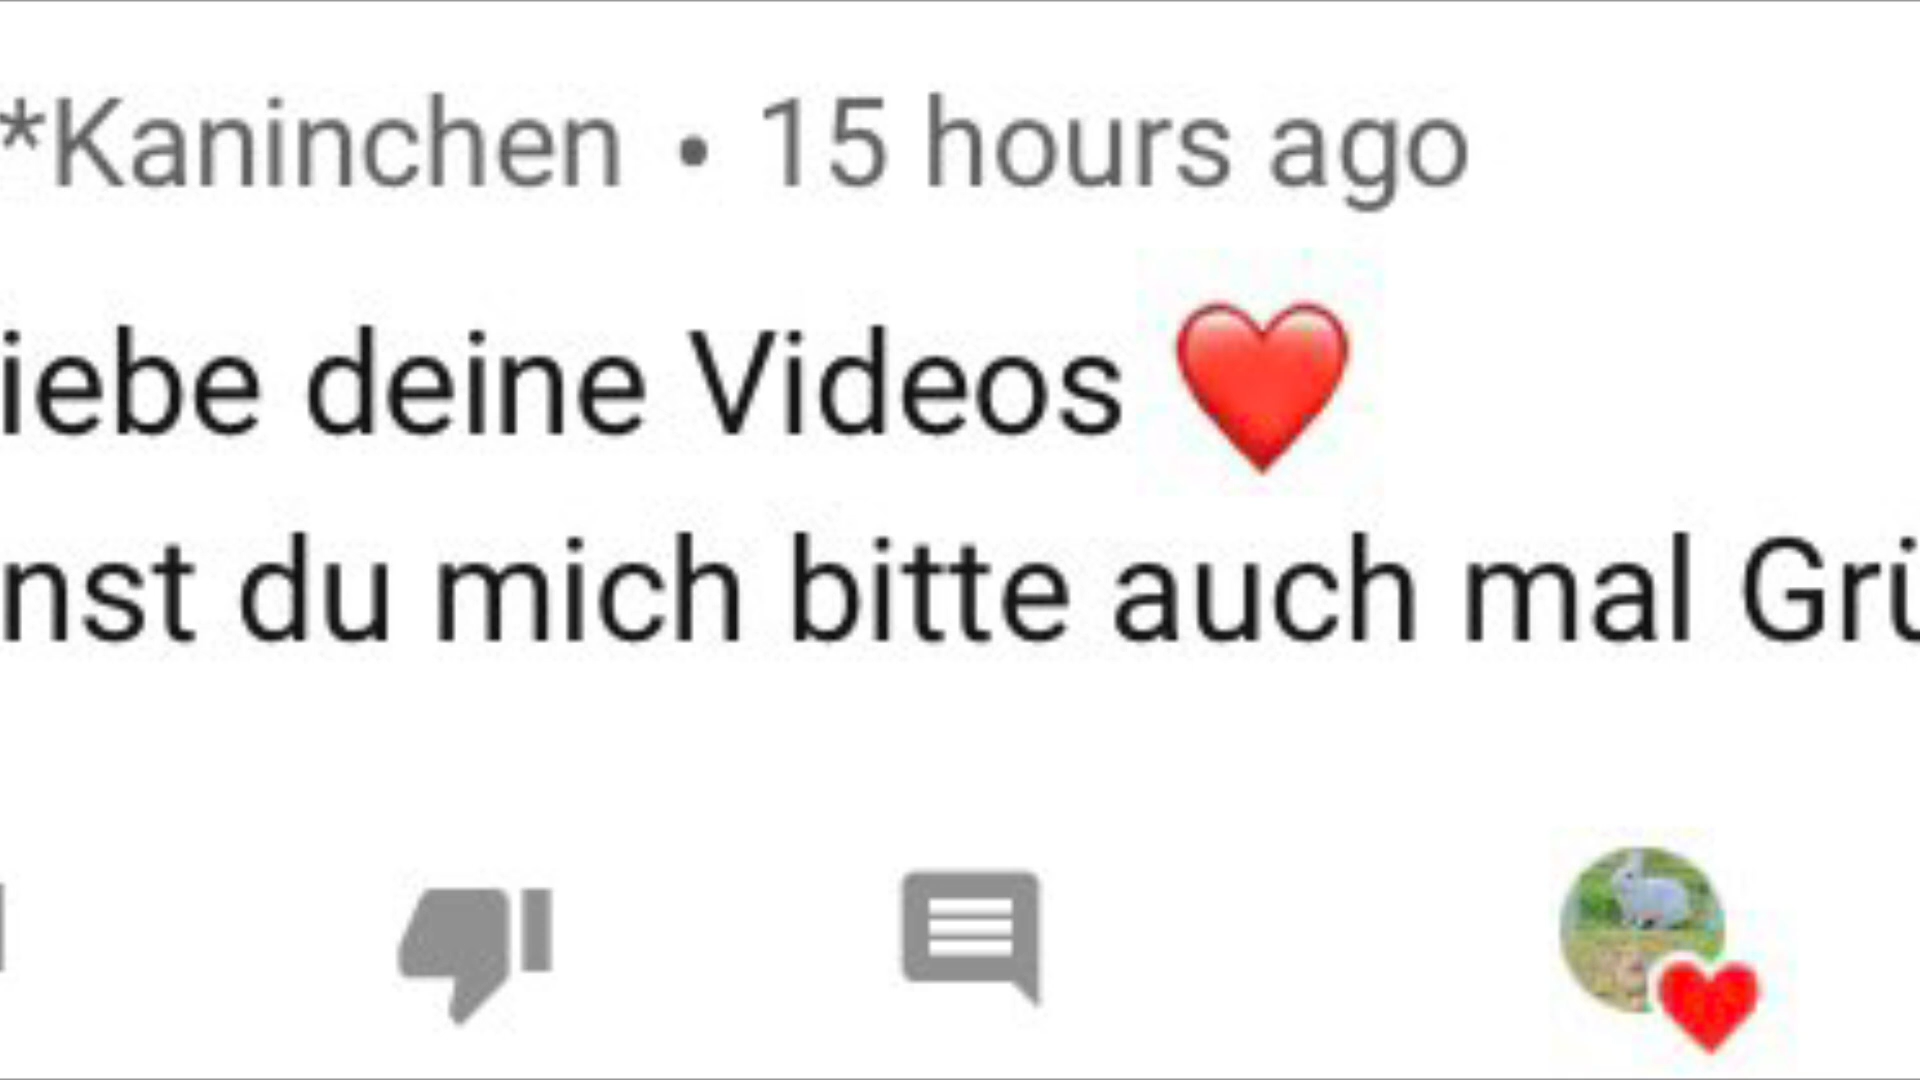 *Kaninchen • 15 hours ago
iebe deine Videos ❤️
nst du mich bitte auch mal Grü